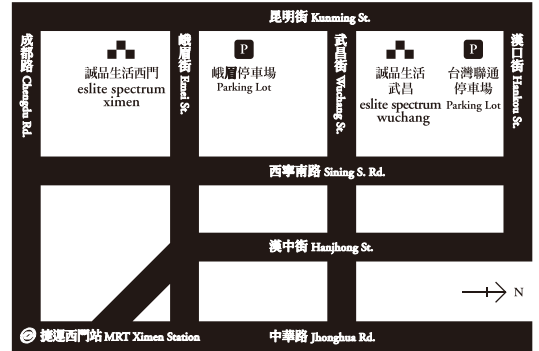 昆明街 Kunming St.
成都路 Chengdu Rd.
誠品生活西門
eslite spectrum
ximen
峨眉街 Emei St.
P
峨眉停車場
Parking Lot
武昌街 Wuchang St.
誠品生活
武昌
eslite spectrum
wuchang
P
台灣聯通
停車場
Parking Lot
漢口街 Hankou St.
西寧南路 Sining S. Rd.
漢中街 Hanjhong St.
N
捷運西門站 MRT Ximen Station
中華路 Jhonghua Rd.